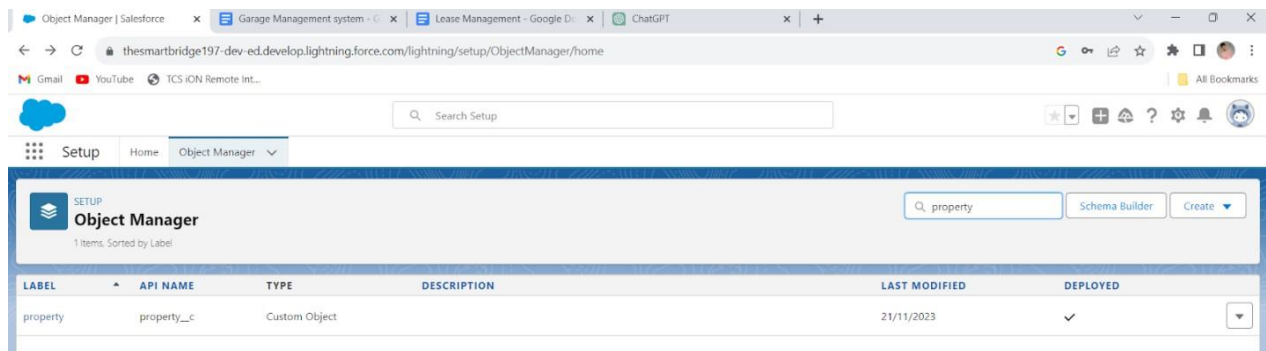 Object Manager | Salesforce Garage Management system - G Lease Management - Google Do ChatGPT
thesmartbridge197-dev-ed.develop.lightning.force.com/lightning/setup/ObjectManager/home
Gmail YouTube TCS iON Remote Int... All Bookmarks
Search Setup
Setup Home Object Manager
SETUP
Object Manager
1 Items. Sorted by Label
property Schema Builder Create
LABEL API NAME TYPE DESCRIPTION LAST MODIFIED DEPLOYED
property property__c Custom Object 21/11/2023